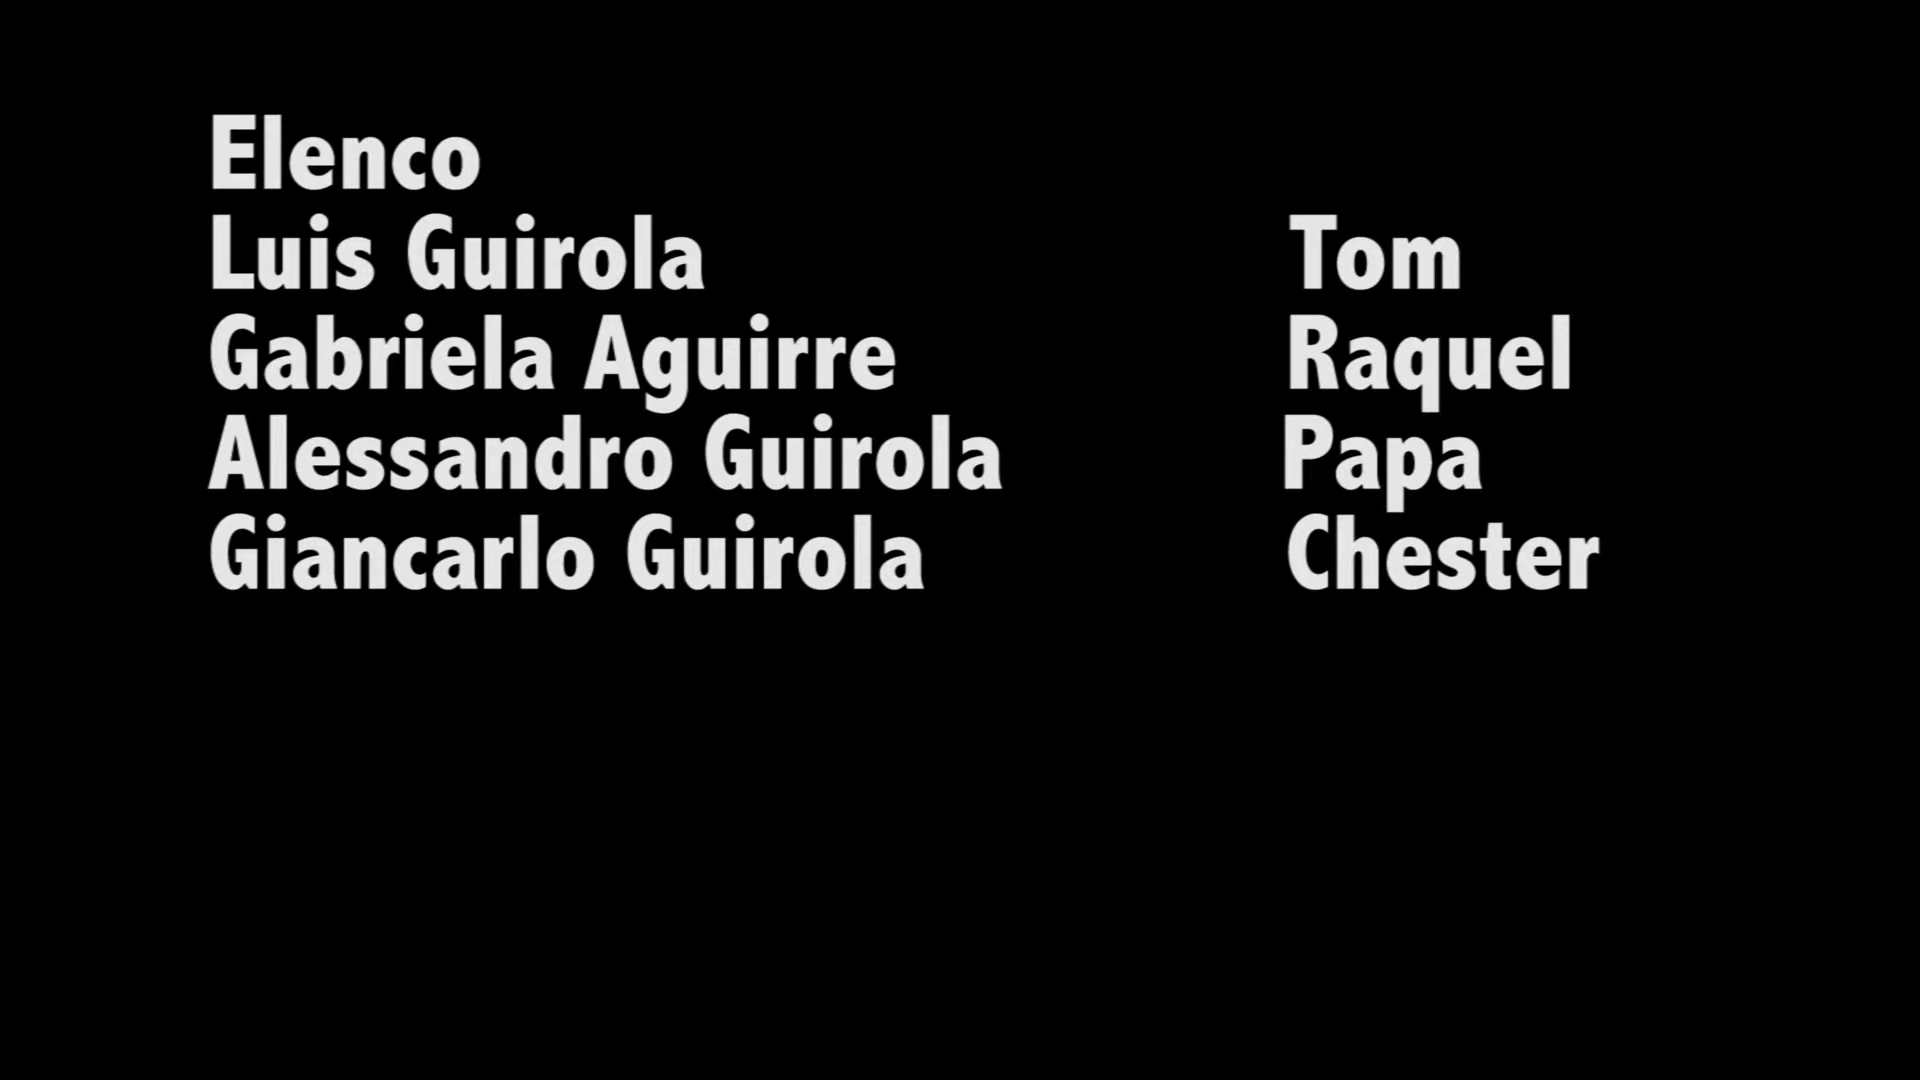 Elenco
Luis Guirola Tom
Gabriela Aguirre Raquel
Alessandro Guirola Papa
Giancarlo Guirola Chester